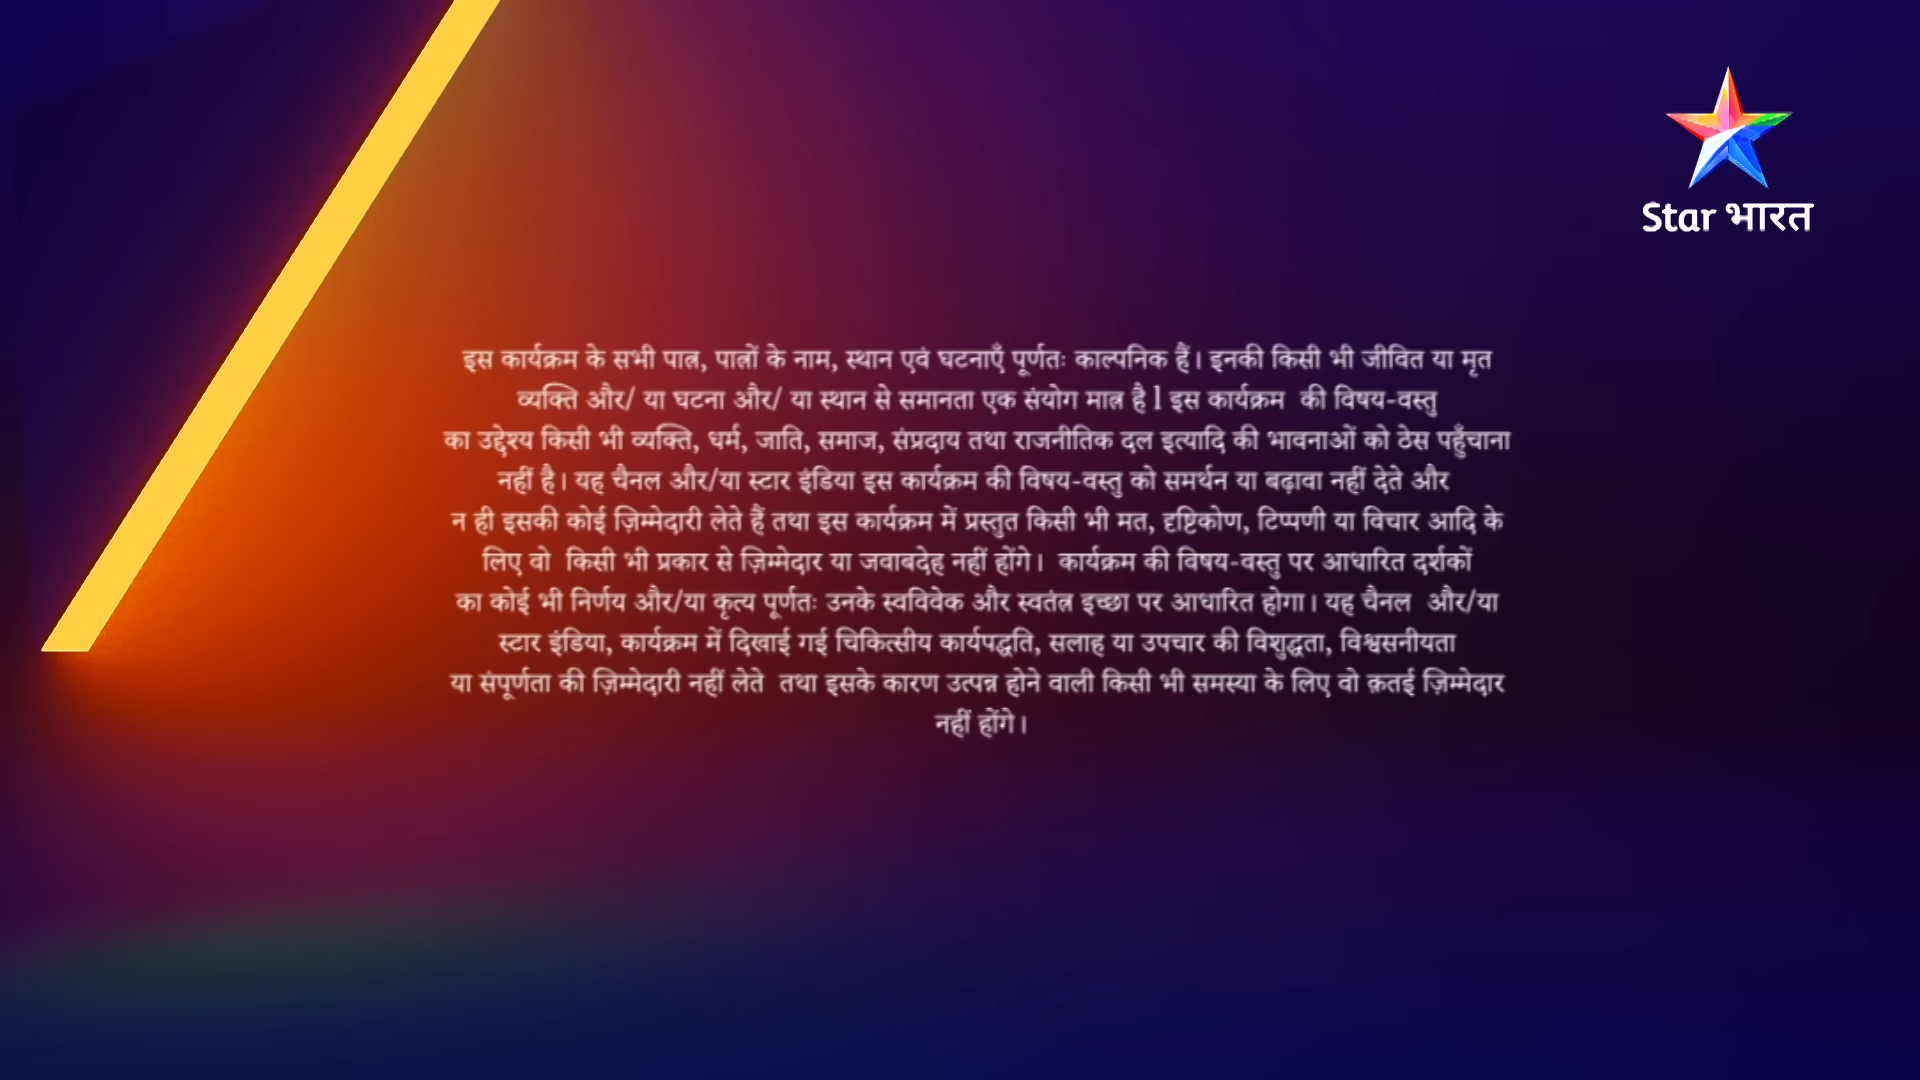 Star भारत
इस कार्यक्रम के सभी पात्र, पात्रों के नाम, स्थान एवं घटनाएँ पूर्णतः काल्पनिक हैं। इनकी किसी भी जीवित या मृत
व्यक्ति और/ या घटना और/ या स्थान से समानता एक संयोग मात्र है l इस कार्यक्रम की विषय-वस्तु
का उद्देश्य किसी भी व्यक्ति, धर्म, जाति, समाज, संप्रदाय तथा राजनीतिक दल इत्यादि की भावनाओं को ठेस पहुँचाना
नहीं है। यह चैनल और/या स्टार इंडिया इस कार्यक्रम की विषय-वस्तु को समर्थन या बढ़ावा नहीं देते और
न ही इसकी कोई ज़िम्मेदारी लेते हैं तथा इस कार्यक्रम में प्रस्तुत किसी भी मत, दृष्टिकोण, टिप्पणी या विचार आदि के
लिए वो किसी भी प्रकार से ज़िम्मेदार या जवाबदेह नहीं होंगे। कार्यक्रम की विषय-वस्तु पर आधारित दर्शकों
का कोई भी निर्णय और/या कृत्य पूर्णतः उनके स्वविवेक और स्वतंत्र इच्छा पर आधारित होगा। यह चैनल और/या
स्टार इंडिया, कार्यक्रम में दिखाई गई चिकित्सीय कार्यपद्धति, सलाह या उपचार की विशुद्धता, विश्वसनीयता
या संपूर्णता की ज़िम्मेदारी नहीं लेते तथा इसके कारण उत्पन्न होने वाली किसी भी समस्या के लिए वो क़तई ज़िम्मेदार
नहीं होंगे।